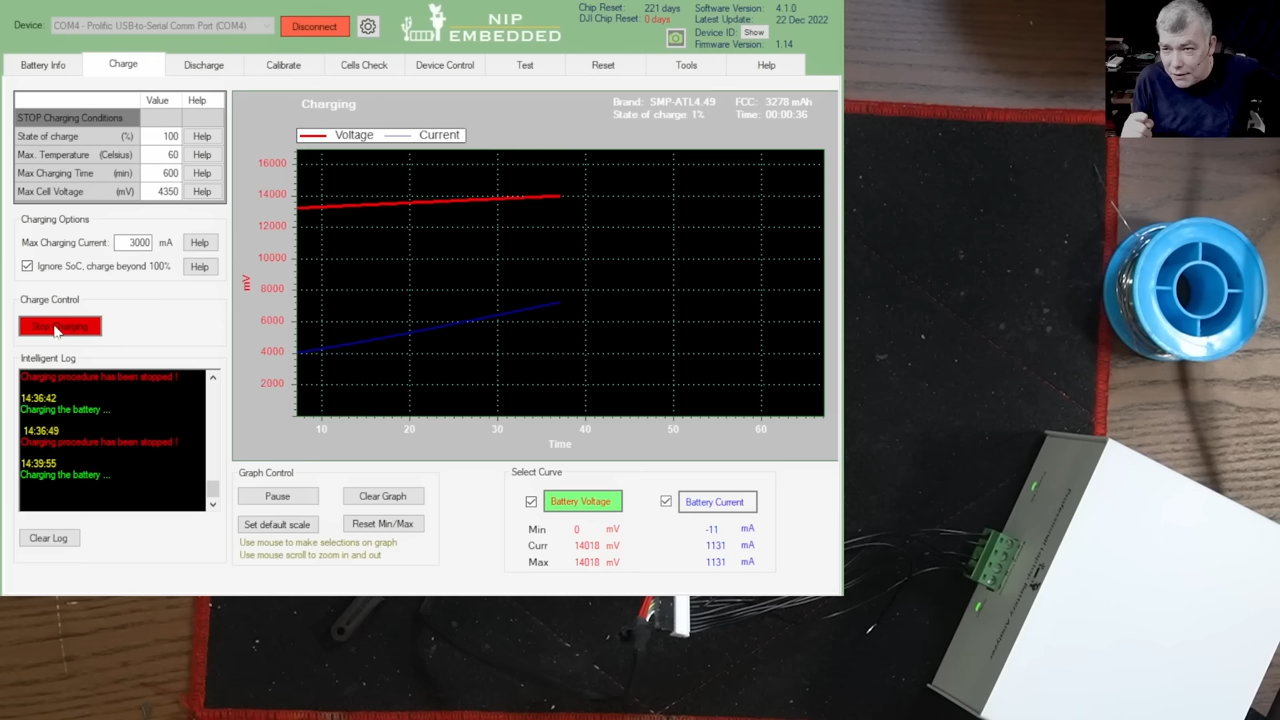 Device: COM4 - Prolific USB-to-Serial Comm Port (COM4) Disconnect
NIP
EMBEDDED
Chip Reset: 221 days
DJI Chip Reset: 0 days
Software Version: 4.1.0
Latest Update: 22 Dec 2022
Device ID: Show
Firmware Version: 1.14
Battery Info Charge Discharge Calibrate Cells Check Device Control Test Reset Tools Help
Value Help
STOP Charging Conditions
State of charge (%) 100 Help
Max. Temperature (Celsius) 60 Help
Max Charging Time (min) 600 Help
Max Cell Voltage (mV) 4350 Help
Charging Options
Max Charging Current: 3000 mA Help
Ignore SoC, charge beyond 100% Help
Charge Control
Stop Charging
Intelligent Log
Charging procedure has been stopped !
14:36:42
Charging the battery ...
14:36:49
Charging procedure has been stopped !
14:39:55
Charging the battery ...
Clear Log
Charging
Brand: SMP-ATL4.49 FCC: 3278 mAh
State of charge 1% Time: 00:00:36
Voltage Current
16000
14000
12000
10000
8000
6000
4000
2000
mV
10 20 30 40 50 60
Time
Graph Control
Pause Clear Graph
Set default scale Reset Min/Max
Use mouse to make selections on graph
Use mouse scroll to zoom in and out
Select Curve
Battery Voltage Battery Current
Min 0 mV -11 mA
Curr 14018 mV 1131 mA
Max 14018 mV 1131 mA
Professional Laptop Battery Analyzer